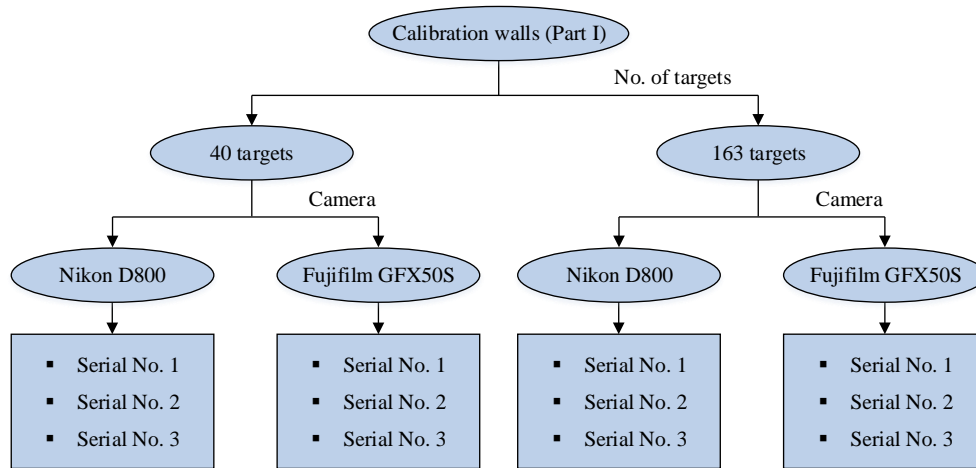 Calibration walls (Part I)
No. of targets
40 targets
163 targets
Camera
Camera
Nikon D800
Fujifilm GFX50S
Nikon D800
Fujifilm GFX50S
▪ Serial No. 1
▪ Serial No. 2
▪ Serial No. 3
▪ Serial No. 1
▪ Serial No. 2
▪ Serial No. 3
▪ Serial No. 1
▪ Serial No. 2
▪ Serial No. 3
▪ Serial No. 1
▪ Serial No. 2
▪ Serial No. 3